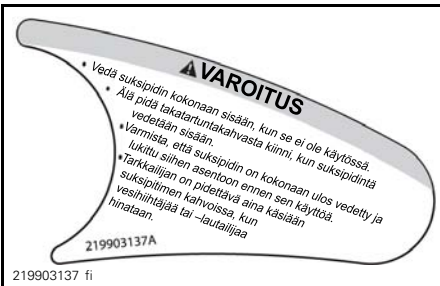 ⚠VAROITUS
• Vedä suksipidin kokonaan sisään, kun se ei ole käytössä.
• Älä pidä takatartuntakahvasta kiinni, kun suksipidintä
vedetään sisään.
•Varmista, että suksipidin on kokonaan ulos vedetty ja
lukittu siihen asentoon ennen sen käyttöä.
•Tarkkailijan on pidettävä aina käsiään
suksipitimen kahvoissa, kun
vesihiihtäjää tai –lautailijaa
hinataan.
219903137A
219903137 fi